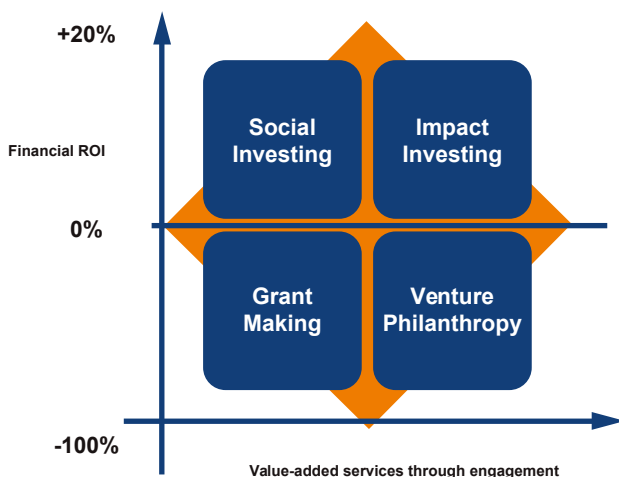 +20%
Social
Investing
Impact
Investing
Financial ROI
0%
Grant
Making
Venture
Philanthropy
-100%
Value-added services through engagement